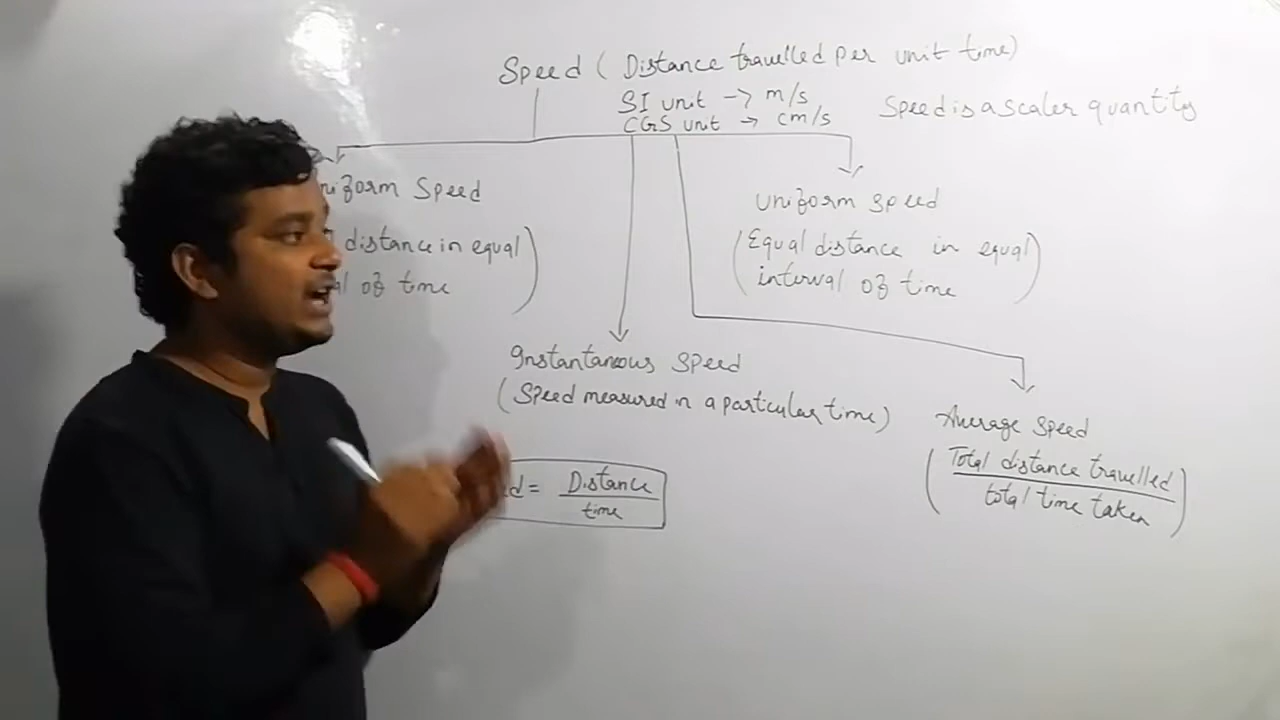 Speed ( Distance travelled per unit time)
SI unit -> m/s
CGS unit -> cm/s
Speed is a scaler quantity
niform Speed
distance in equal
al of time
Uniform speed
(Equal distance in equal
interval of time)
Instantaneous speed
(Speed measured in a particular time)
Average speed
(Total distance travelled
total time taken)
d = Distance
time